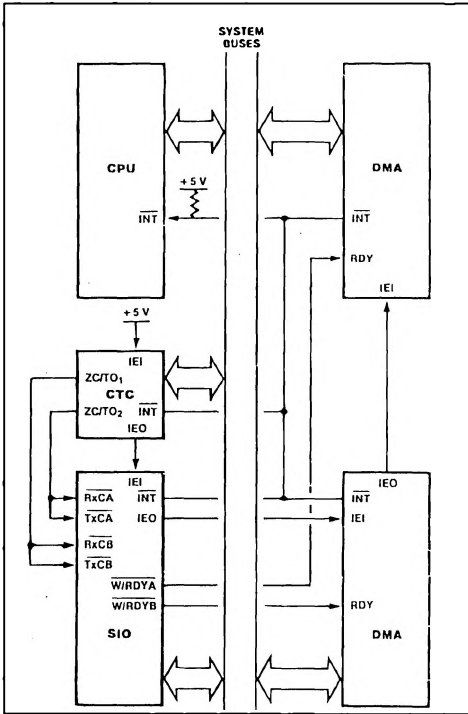 SYSTEM
BUSES
CPU
DMA
+5 V
INT
INT
RDY
IEI
+5 V
IEI
ZC/TO1
CTC
ZC/TO2
INT
IEO
IEI
RxCA
INT
TxCA
IEO
RxCB
TxCB
W/RDYA
W/RDYB
SIO
IEO
INT
IEI
RDY
DMA